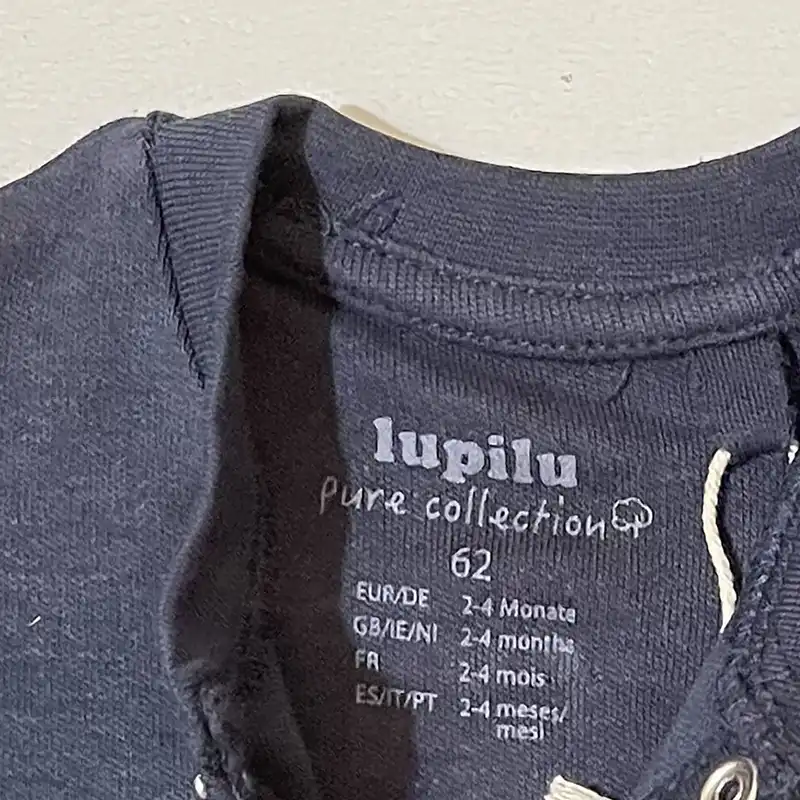 lupilu
pure collection
62
EUR/DE 2-4 Monate
GB/IE/NI 2-4 months
FR 2-4 mois
ES/IT/PT 2-4 meses/
mesi